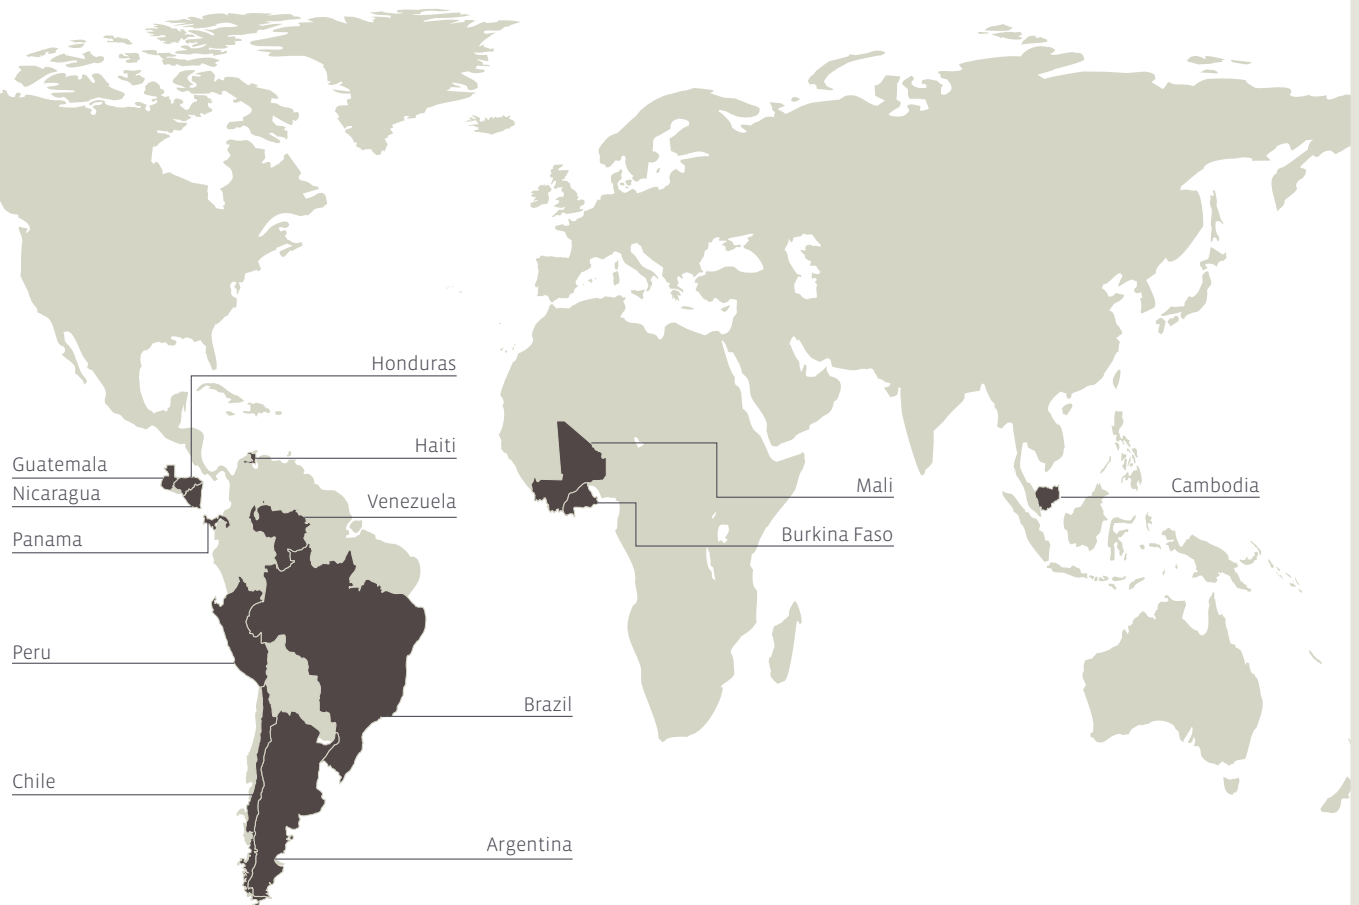 Honduras
Haiti
Guatemala
Nicaragua
Venezuela
Panama
Mali
Cambodia
Burkina Faso
Peru
Brazil
Chile
Argentina